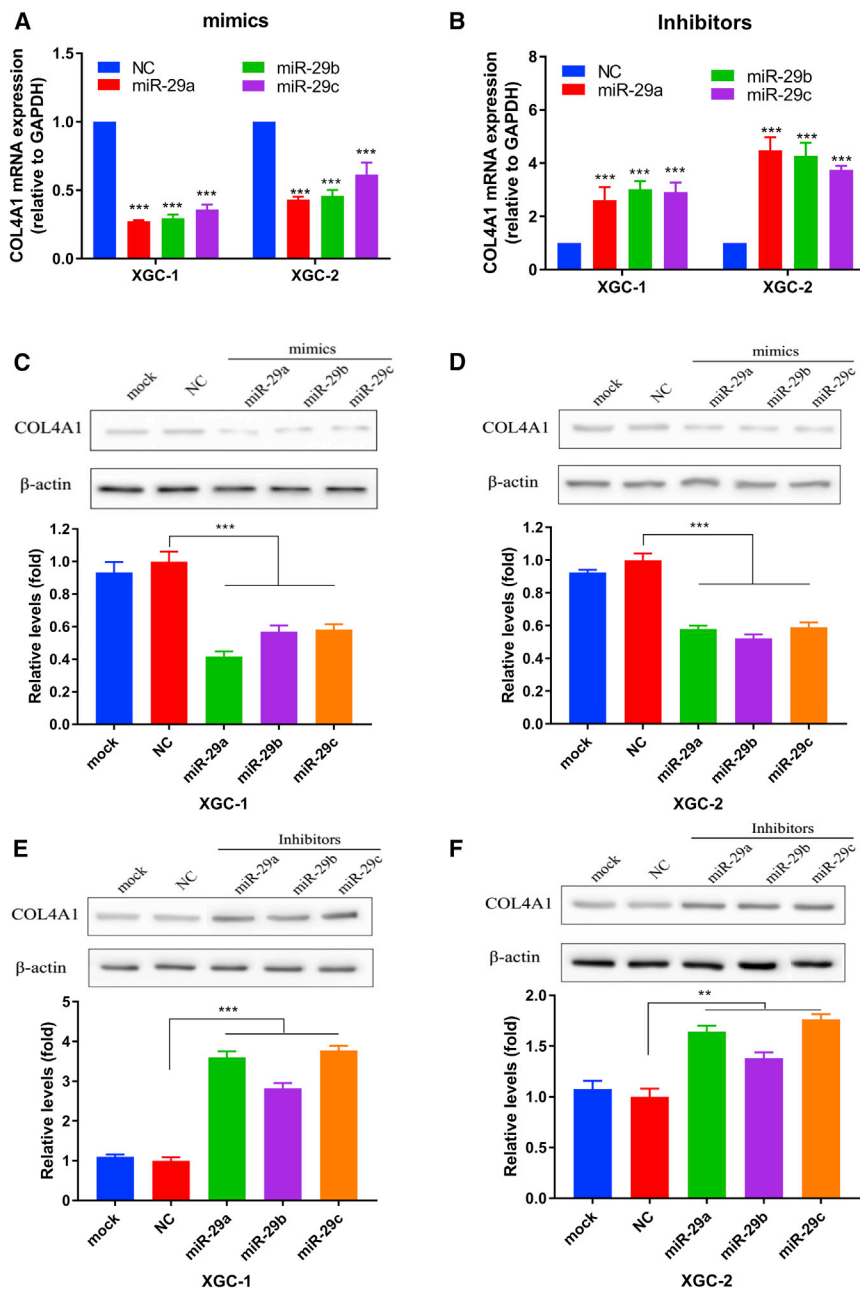 A
mimics
COL4A1 mRNA expression
(relative to GAPDH)
1.5
1.0
0.5
0.0
NC
miR-29a
miR-29b
miR-29c
*** *** ***
*** *** ***
XGC-1
XGC-2
B
Inhibitors
COL4A1 mRNA expression
(relative to GAPDH)
8
6
4
2
0
NC
miR-29a
miR-29b
miR-29c
*** *** ***
*** *** ***
XGC-1
XGC-2
C
mimics
mock
NC
miR-29a
miR-29b
miR-29c
COL4A1
β-actin
Relative levels (fold)
1.2
1.0
0.8
0.6
0.4
0.2
0.0
***
mock
NC
miR-29a
miR-29b
miR-29c
XGC-1
D
mimics
mock
NC
miR-29a
miR-29b
miR-29c
COL4A1
β-actin
Relative levels (fold)
1.2
1.0
0.8
0.6
0.4
0.2
0.0
***
mock
NC
miR-29a
miR-29b
miR-29c
XGC-2
E
Inhibitors
mock
NC
miR-29a
miR-29b
miR-29c
COL4A1
β-actin
Relative levels (fold)
5
4
3
2
1
0
***
mock
NC
miR-29a
miR-29b
miR-29c
XGC-1
F
Inhibitors
mock
NC
miR-29a
miR-29b
miR-29c
COL4A1
β-actin
Relative levels (fold)
2.0
1.5
1.0
0.5
0.0
**
mock
NC
miR-29a
miR-29b
miR-29c
XGC-2